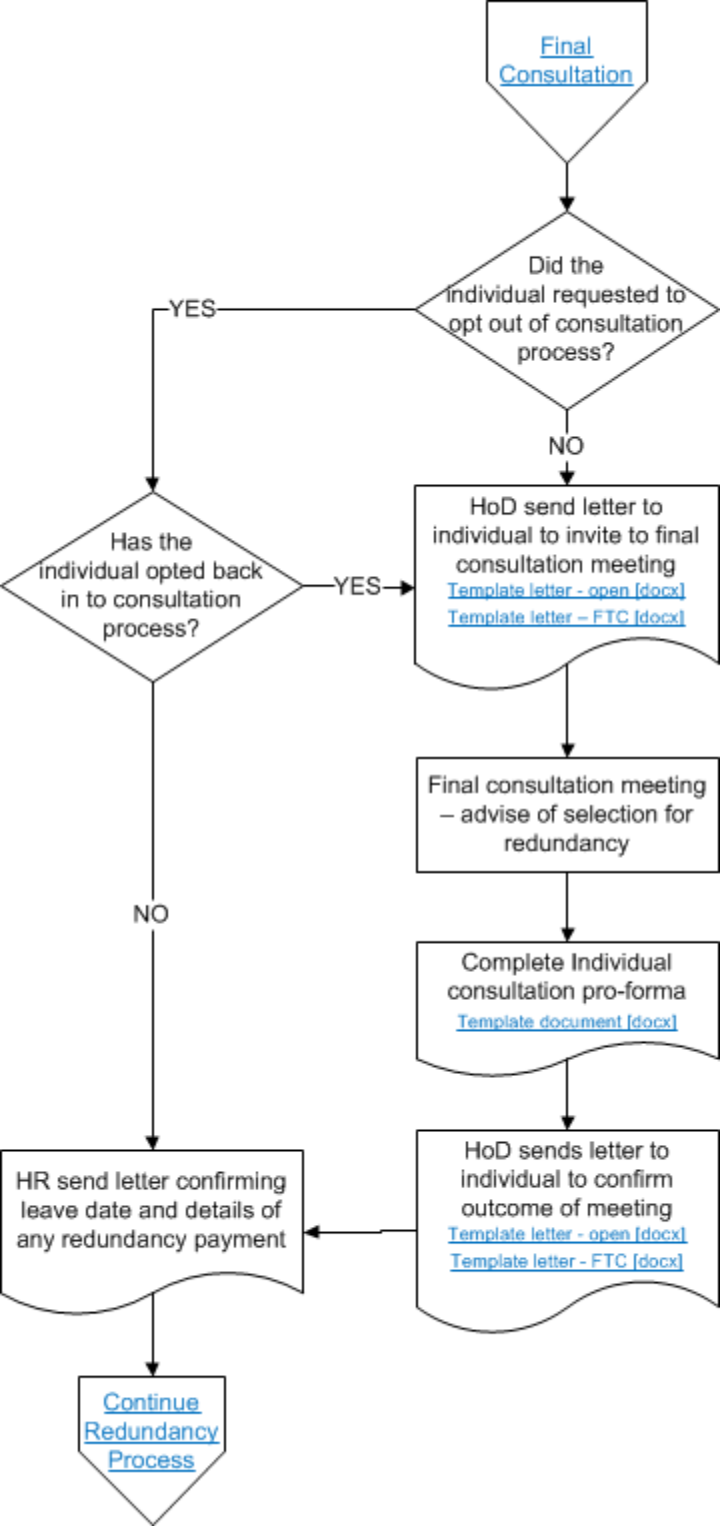 Final
Consultation
Did the
individual requested to
opt out of consultation
process?
YES
NO
HoD send letter to
individual to invite to final
consultation meeting
Template letter - open [docx]
Template letter – FTC [docx]
Has the
individual opted back
in to consultation
process?
YES
Final consultation meeting
– advise of selection for
redundancy
NO
Complete Individual
consultation pro-forma
Template document [docx]
HoD sends letter to
individual to confirm
outcome of meeting
Template letter - open [docx]
Template letter - FTC [docx]
HR send letter confirming
leave date and details of
any redundancy payment
Continue
Redundancy
Process